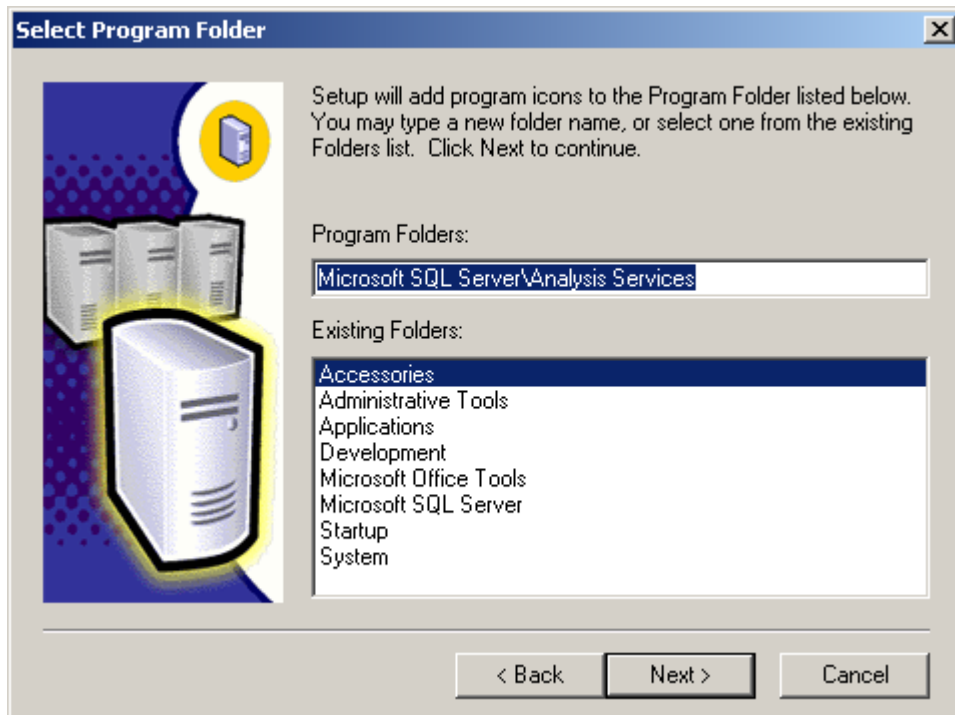 Select Program Folder
Setup will add program icons to the Program Folder listed below.
You may type a new folder name, or select one from the existing
Folders list.  Click Next to continue.
Program Folders:
Microsoft SQL Server\Analysis Services
Existing Folders:
Accessories
Administrative Tools
Applications
Development
Microsoft Office Tools
Microsoft SQL Server
Startup
System
< Back
Next >
Cancel